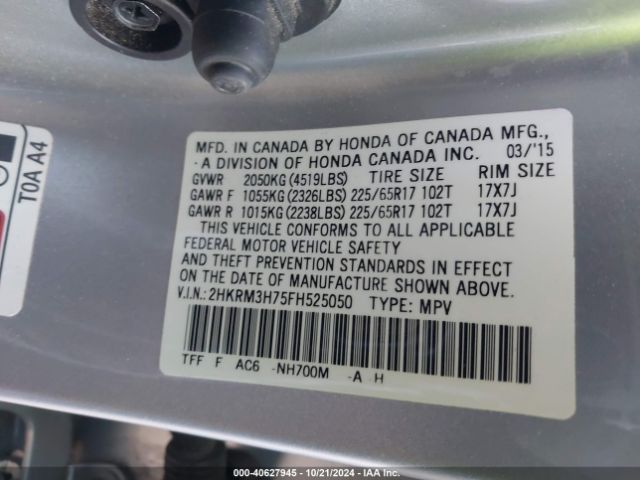 MFD. IN CANADA BY HONDA OF CANADA MFG.,
A DIVISION OF HONDA CANADA INC. 03/'15
GVWR 2050KG (4519LBS) TIRE SIZE RIM SIZE
GAWR F 1055KG (2326LBS) 225/65R17 102T 17X7J
GAWR R 1015KG (2238LBS) 225/65R17 102T 17X7J
THIS VEHICLE CONFORMS TO ALL APPLICABLE
FEDERAL MOTOR VEHICLE SAFETY
AND THEFT PREVENTION STANDARDS IN EFFECT
ON THE DATE OF MANUFACTURE SHOWN ABOVE.
V.I.N.: 2HKRM3H75FH525050 TYPE: MPV
TFF F AC6 -NH700M -A H
T0A A4
000-40627945 - 10/21/2024 - IAA Inc.